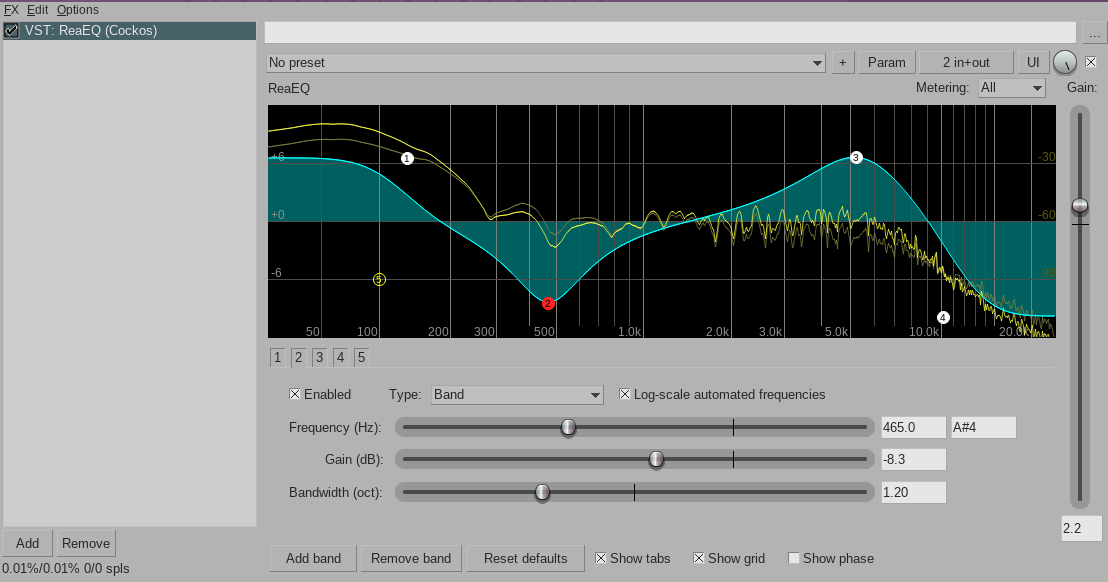 FX Edit Options
VST: ReaEQ (Cockos)
...
No preset
+
Param
2 in+out
UI
ReaEQ
Metering: All
Gain:
+6
-30
+0
-60
-6
-90
1
2
3
4
5
50 100 200 300 500 1.0k 2.0k 3.0k 5.0k 10.0k 20.0k
1 2 3 4 5
Enabled Type: Band Log-scale automated frequencies
Frequency (Hz): 465.0 A#4
Gain (dB): -8.3
Bandwidth (oct): 1.20
2.2
Add Remove
Add band Remove band Reset defaults Show tabs Show grid Show phase
0.01%/0.01% 0/0 spls